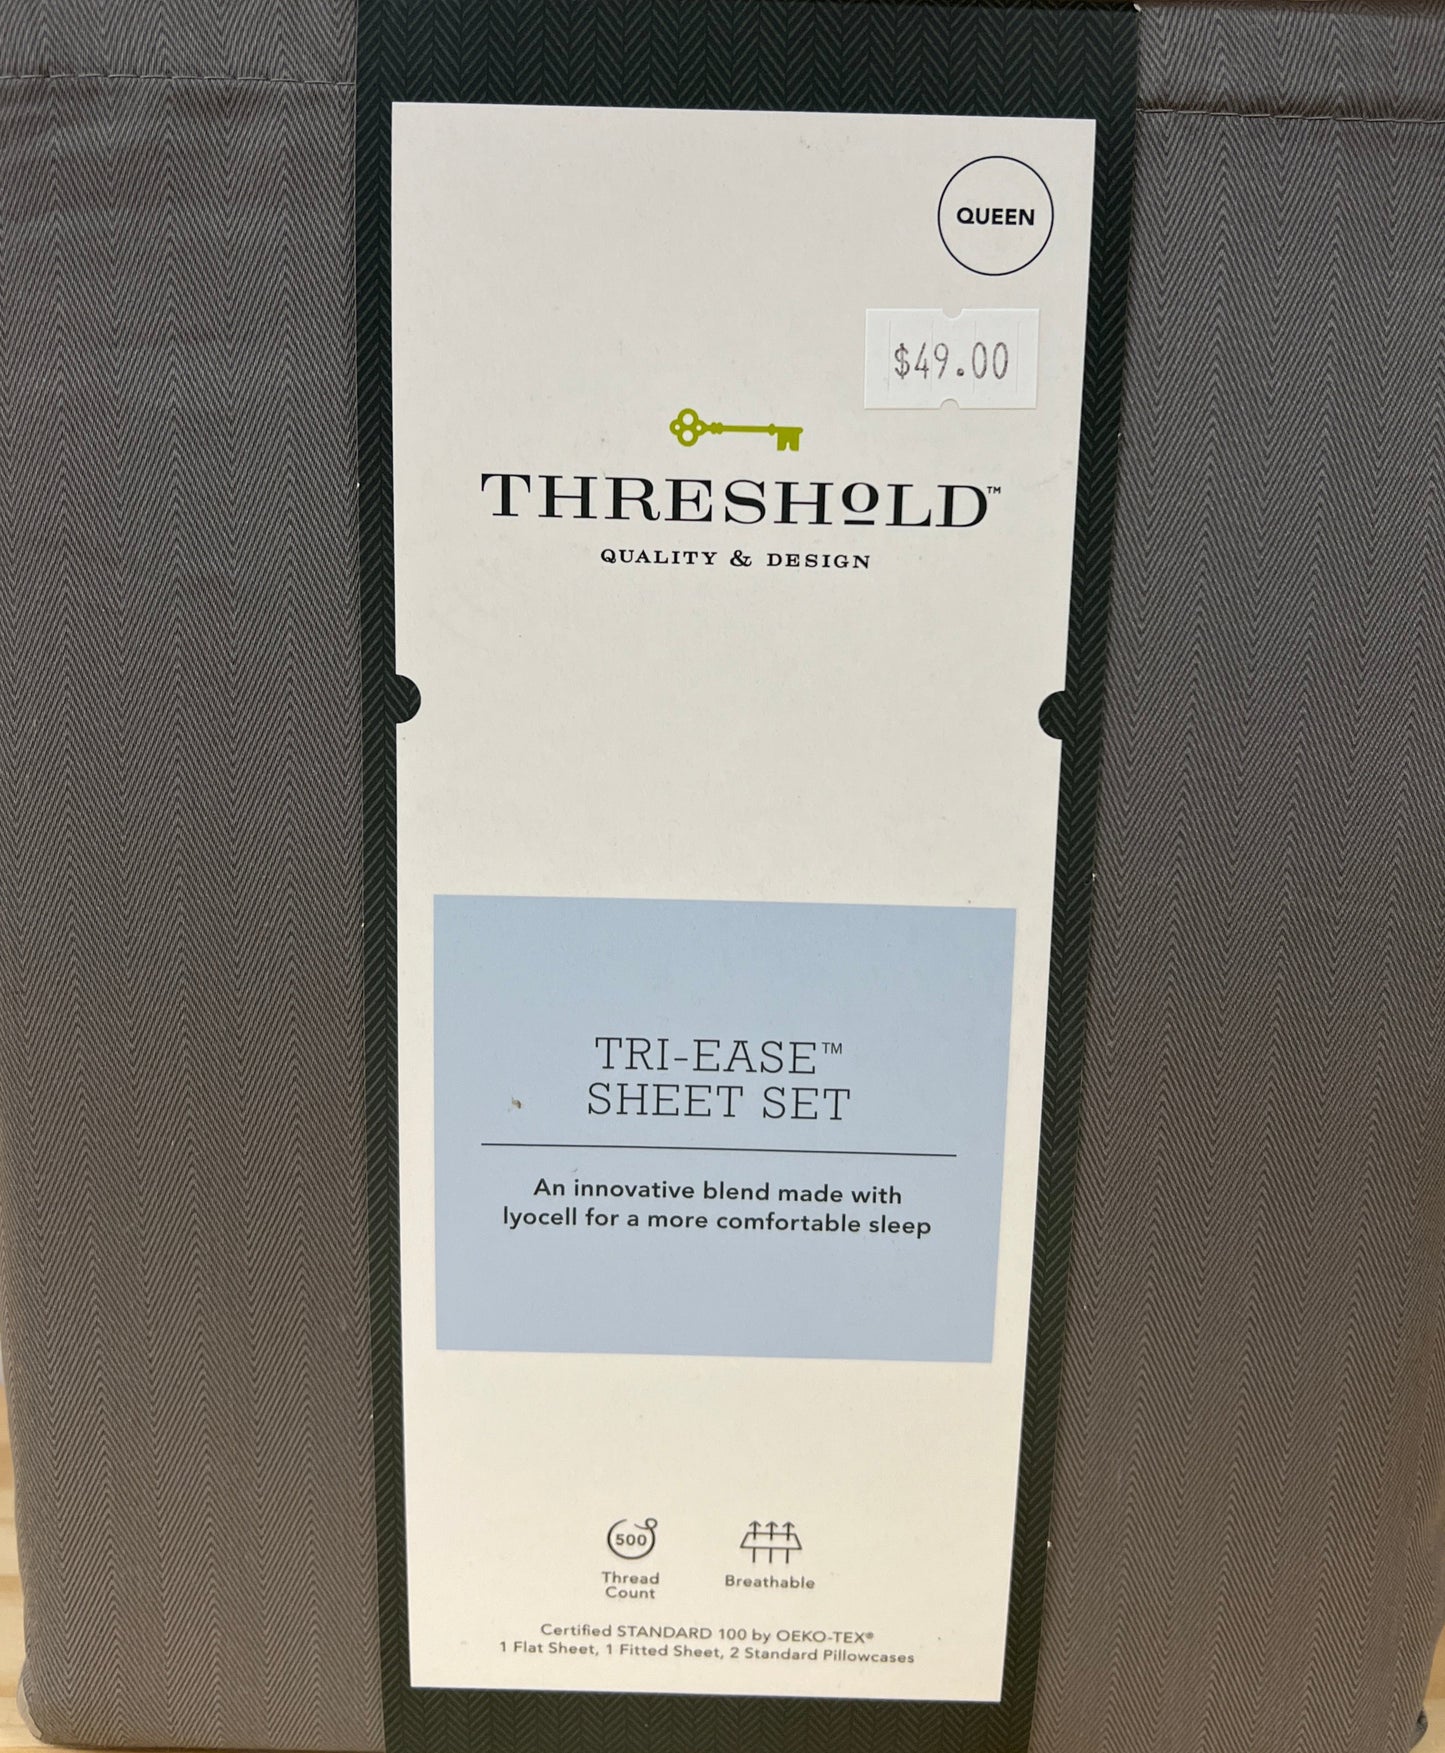 QUEEN
$49.00
THRESHOLD™
QUALITY & DESIGN
TRI-EASE™
SHEET SET
An innovative blend made with
lyocell for a more comfortable sleep
500
Thread
Count
Breathable
Certified STANDARD 100 by OEKO-TEX®
1 Flat Sheet, 1 Fitted Sheet, 2 Standard Pillowcases